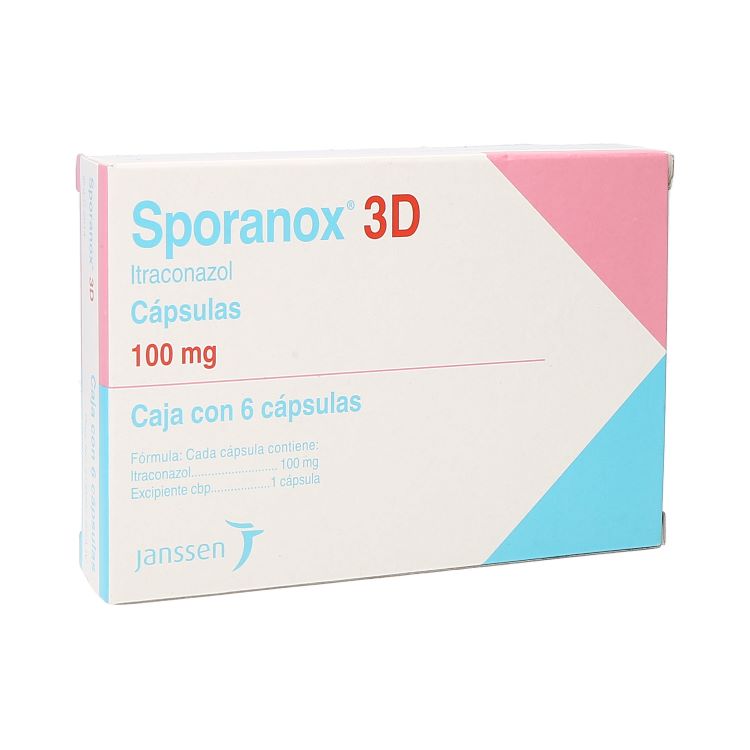 Sporanox® 3D
Itraconazol
Cápsulas
100 mg
Caja con 6 cápsulas
Fórmula: Cada cápsula contiene:
Itraconazol........................... 100 mg
Excipiente cbp..................1 cápsula
janssen
Sporanox® 3D
Caja con 6 cápsulas